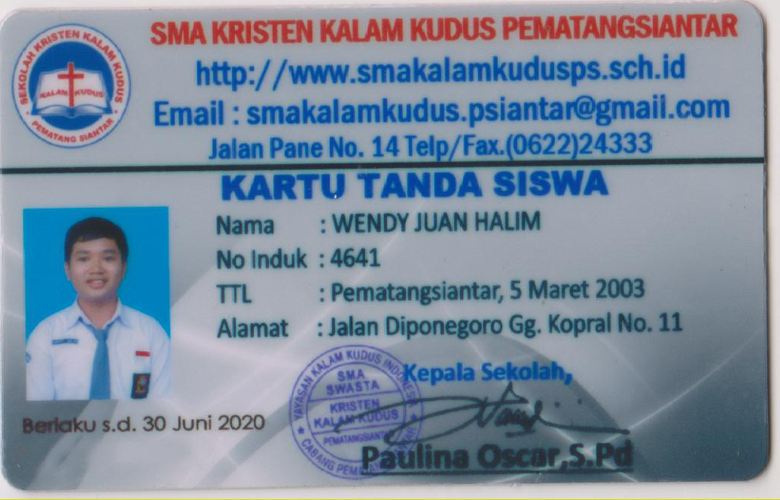 SMA KRISTEN KALAM KUDUS PEMATANGSIANTAR
http://www.smakalamkudusps.sch.id
Email : smakalamkudus.psiantar@gmail.com
Jalan Pane No. 14 Telp/Fax.(0622)24333
SEKOLAH KRISTEN KALAM KUDUS
KALAM KUDUS
PEMATANG SIANTAR
KARTU TANDA SISWA
Nama : WENDY JUAN HALIM
No Induk : 4641
TTL : Pematangsiantar, 5 Maret 2003
Alamat : Jalan Diponegoro Gg. Kopral No. 11
Berlaku s.d. 30 Juni 2020
Kepala Sekolah,
YAYASAN KALAM KUDUS INDONESIA
SMA
SWASTA
KRISTEN
KALAM KUDUS
CABANG
Paulina Oscar,S.Pd